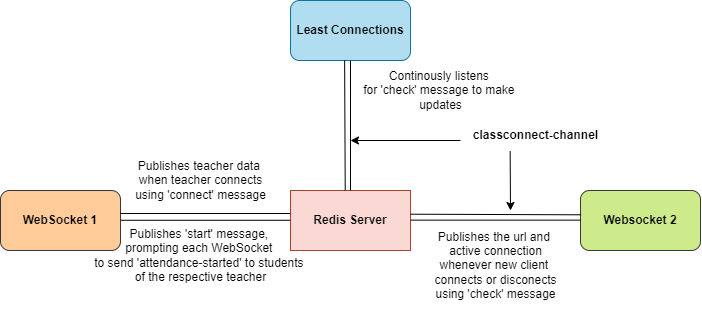 Least Connections
Continously listens
for 'check' message to make
updates
classconnect-channel
Publishes teacher data
when teacher connects
using 'connect' message
WebSocket 1
Redis Server
Websocket 2
Publishes 'start' message,
prompting each WebSocket
to send 'attendance-started' to students
of the respective teacher
Publishes the url and
active connection
whenever new client
connects or disconects
using 'check' message